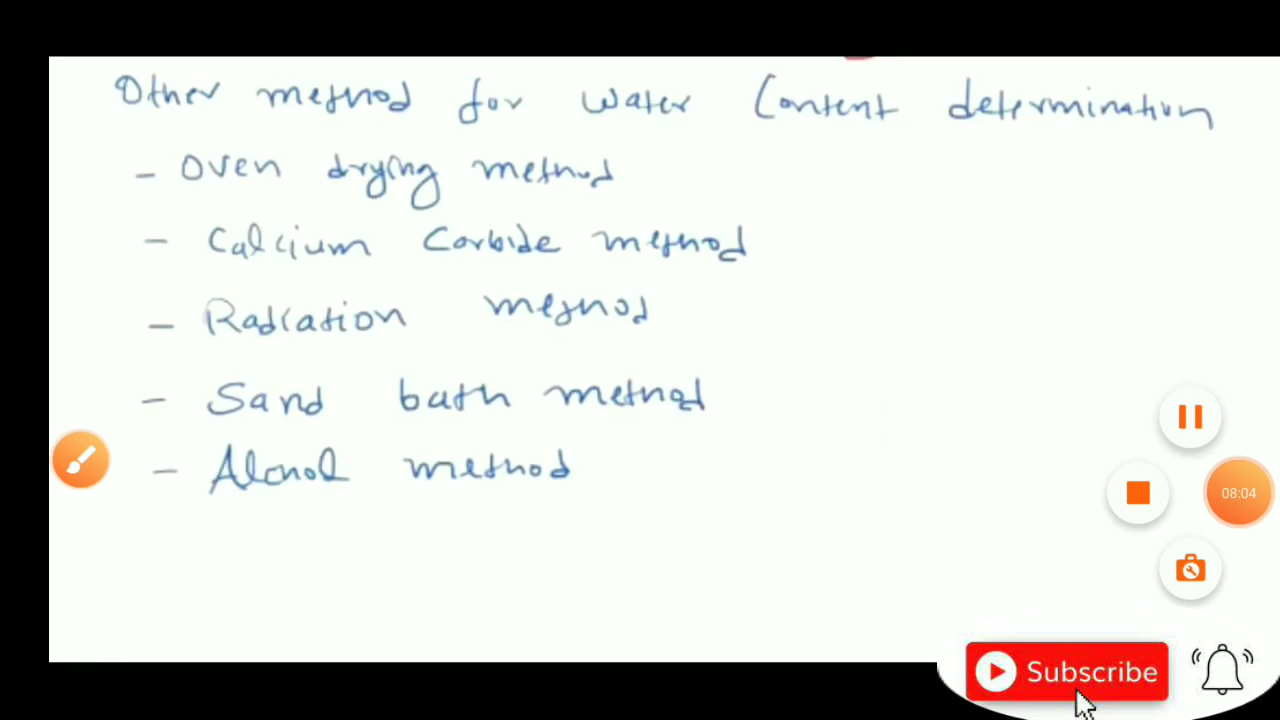 Other method for water Content determination
- Oven drying method
- Calcium Carbide method
- Radiation method
- Sand bath method
- Alcohol method
08:04
Subscribe